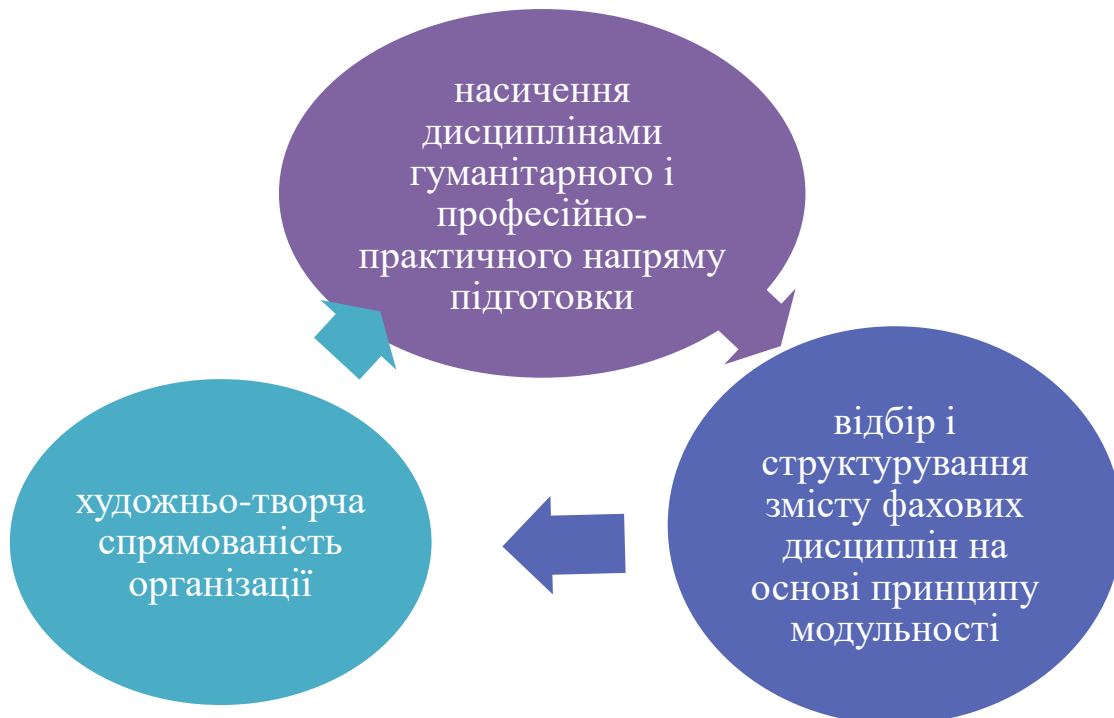 насичення
дисциплінами
гуманітарного і
професійно-
практичного напряму
підготовки
відбір і
структурування
змісту фахових
дисциплін на
основі принципу
модульності
художньо-творча
спрямованість
організації